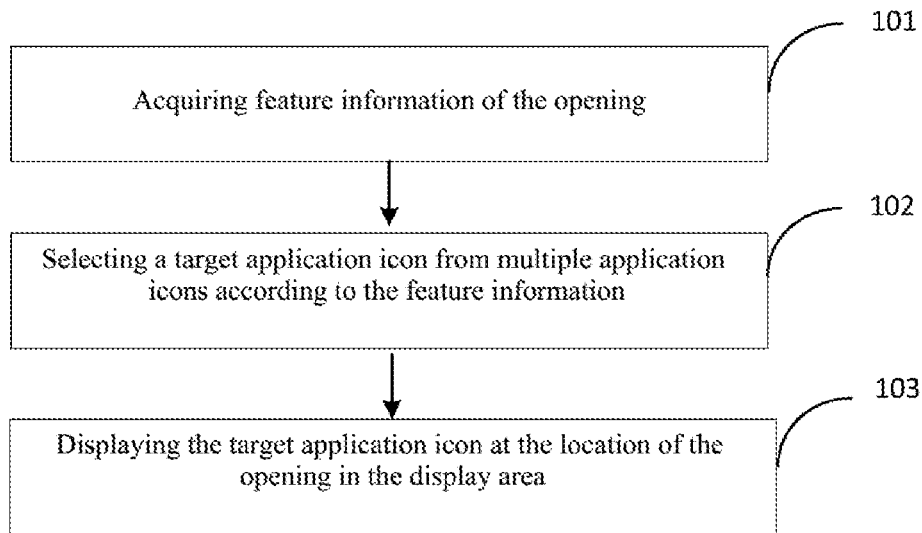 101
Acquiring feature information of the opening
102
Selecting a target application icon from multiple application
icons according to the feature information
103
Displaying the target application icon at the location of the
opening in the display area